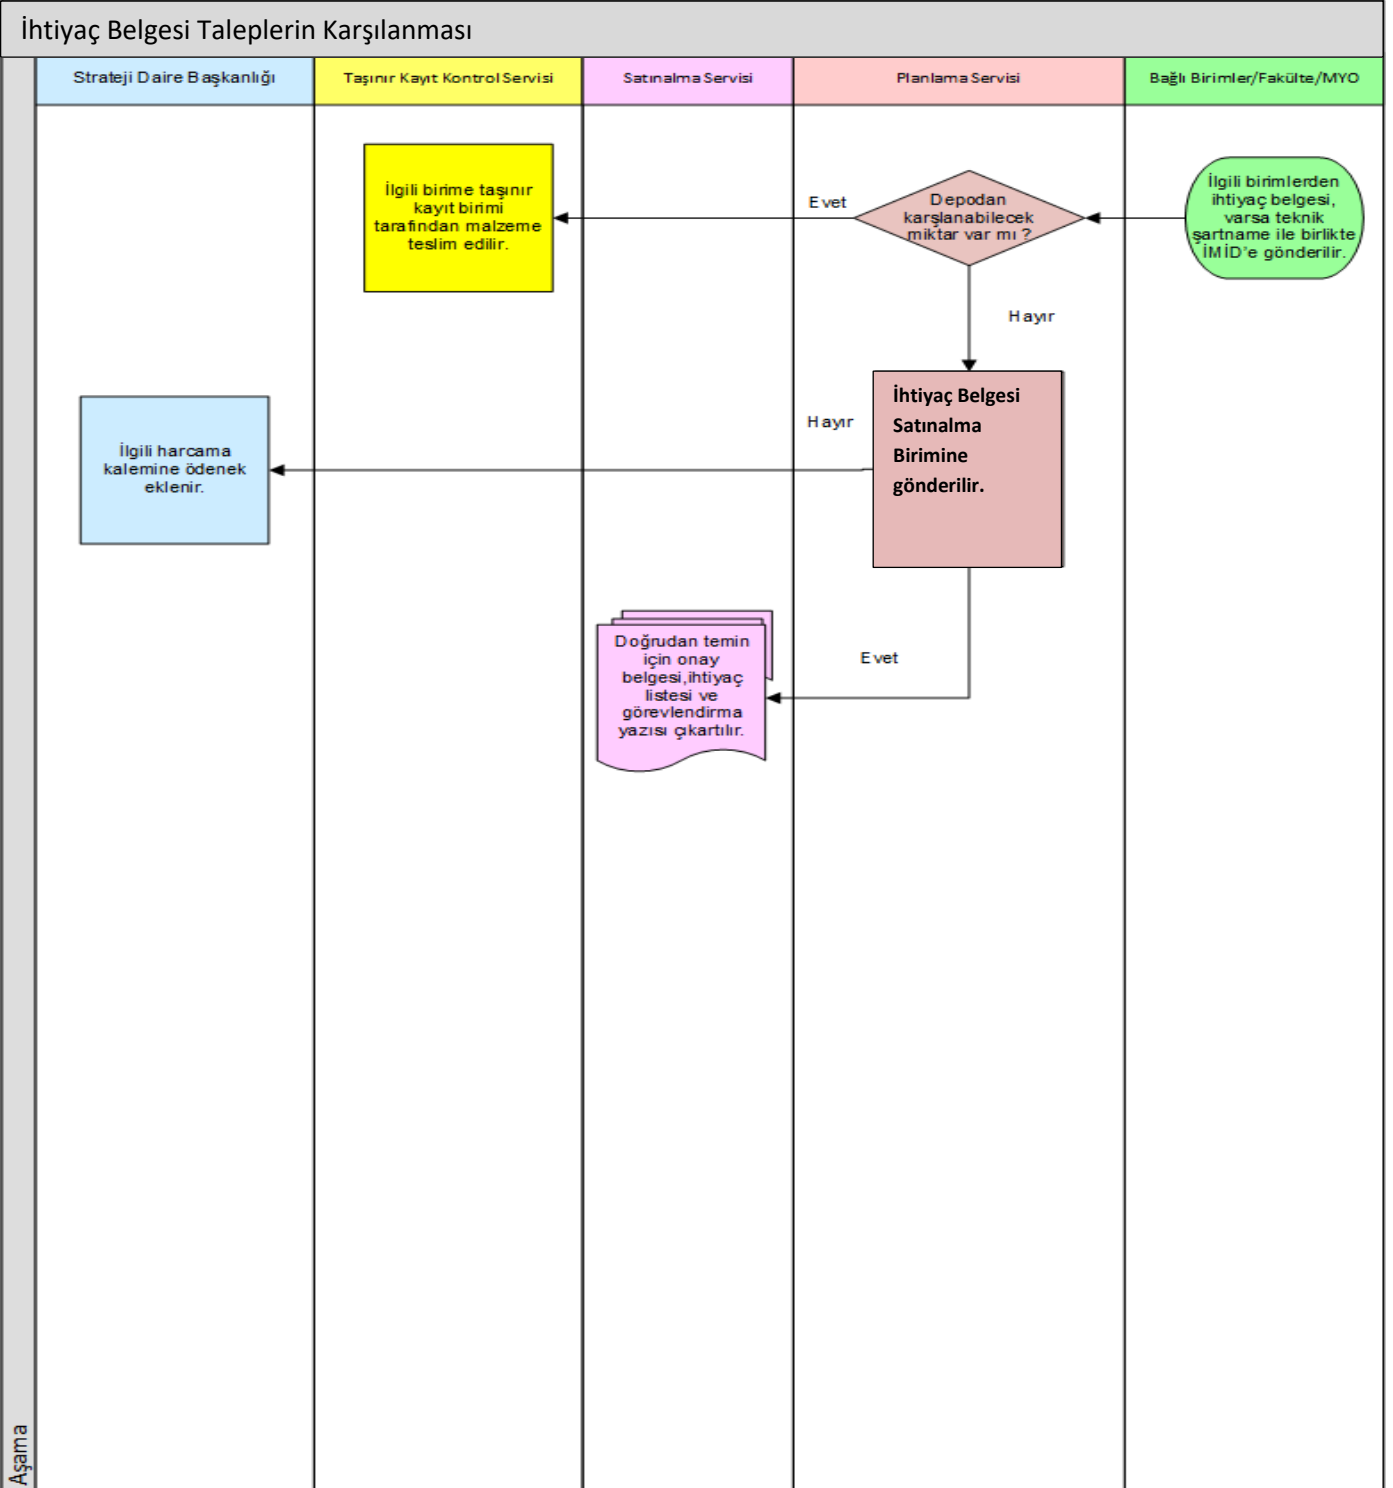 İhtiyaç Belgesi Taleplerin Karşılanması
Strateji Daire Başkanlığı
Taşınır Kayıt Kontrol Servisi
Satınalma Servisi
Planlama Servisi
Bağlı Birimler/Fakülte/MYO
İlgili birime taşınır
kayıt birimi
tarafından malzeme
teslim edilir.
Evet
Depodan
karşlanabilecek
miktar var mı ?
İlgili birimlerden
ihtiyaç belgesi,
varsa teknik
şartname ile birlikte
İMİD'e gönderilir.
Hayır
İlgili harcama
kalemine ödenek
eklenir.
Hayır
İhtiyaç Belgesi
Satınalma
Birimine
gönderilir.
Doğrudan temin
için onay
belgesi,ihtiyaç
listesi ve
görevlendirma
yazısı çıkartılır.
Evet
Aşama